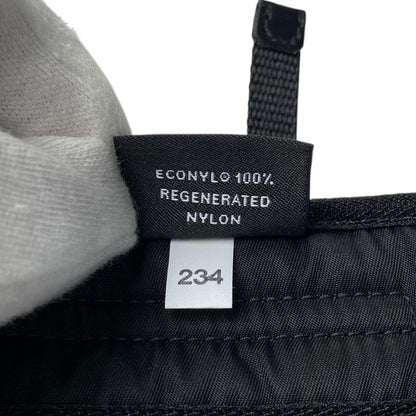 ECONYL® 100%
REGENERATED
NYLON
234